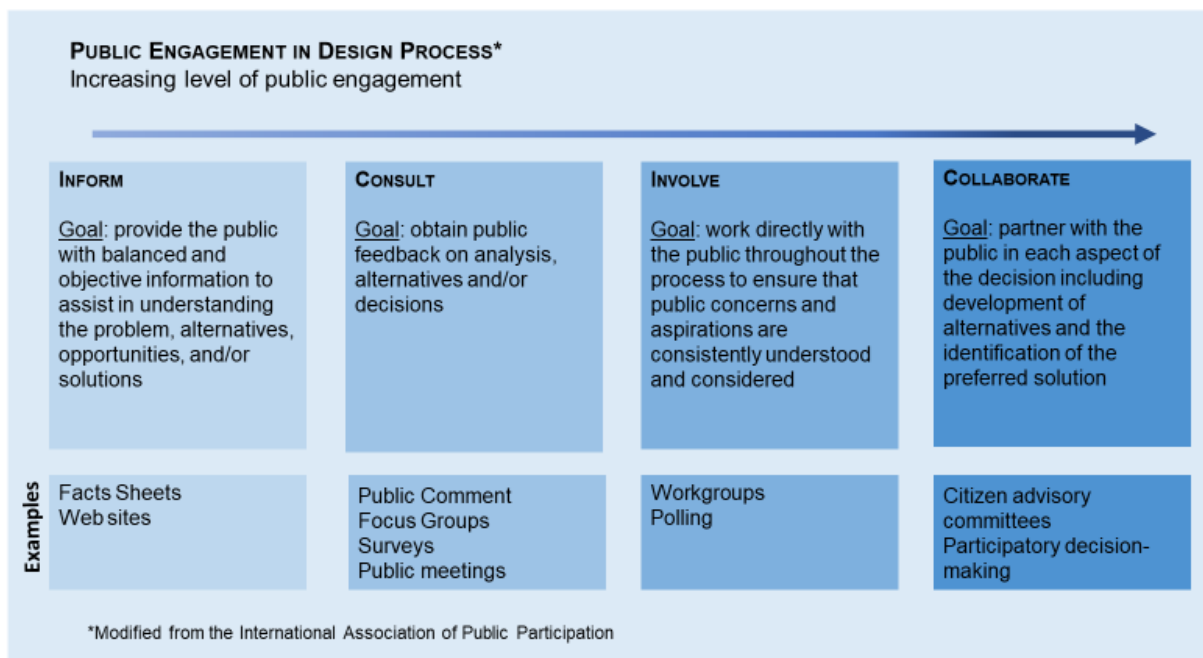 PUBLIC ENGAGEMENT IN DESIGN PROCESS*
Increasing level of public engagement
INFORM
Goal: provide the public
with balanced and
objective information to
assist in understanding
the problem, alternatives,
opportunities, and/or
solutions
CONSULT
Goal: obtain public
feedback on analysis,
alternatives and/or
decisions
INVOLVE
Goal: work directly with
the public throughout the
process to ensure that
public concerns and
aspirations are
consistently understood
and considered
COLLABORATE
Goal: partner with the
public in each aspect of
the decision including
development of
alternatives and the
identification of the
preferred solution
Examples
Facts Sheets
Web sites
Public Comment
Focus Groups
Surveys
Public meetings
Workgroups
Polling
Citizen advisory
committees
Participatory decision-
making
*Modified from the International Association of Public Participation